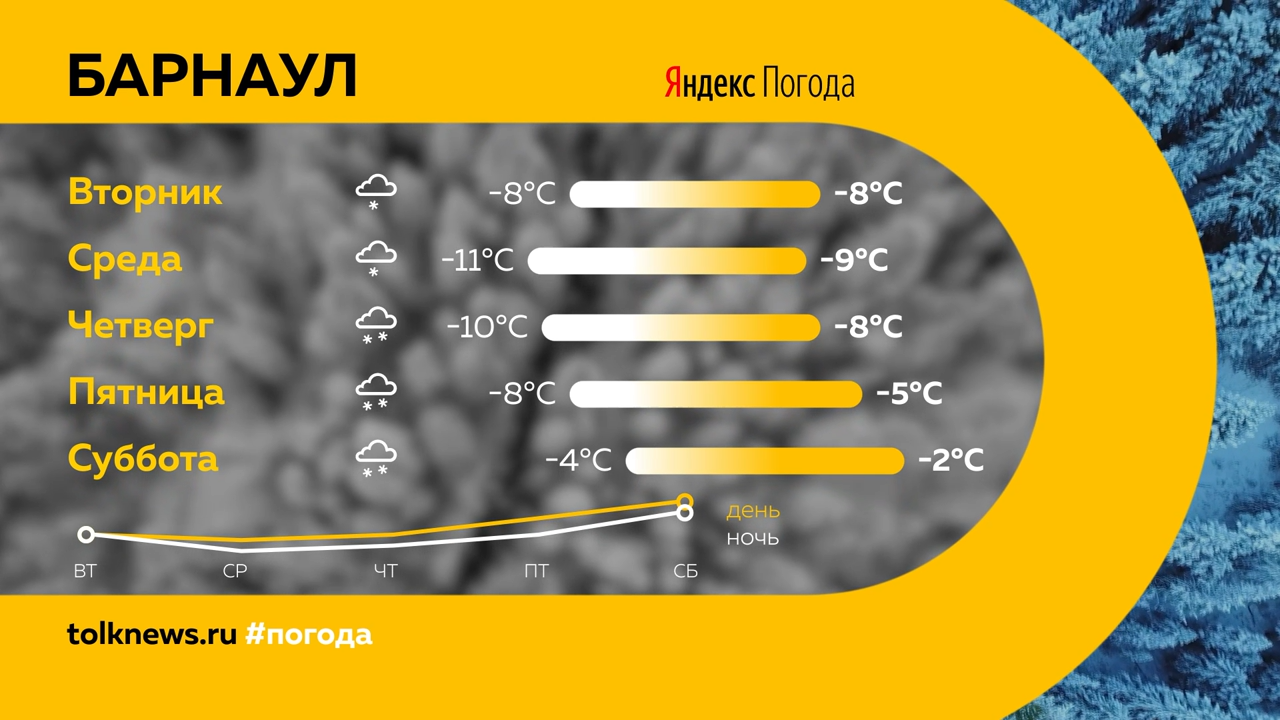 БАРНАУЛ
Яндекс Погода
Вторник -8°C -8°C
Среда -11°C -9°C
Четверг -10°C -8°C
Пятница -8°C -5°C
Суббота -4°C -2°C
день
ночь
ВТ СР ЧТ ПТ СБ
tolknews.ru #погода